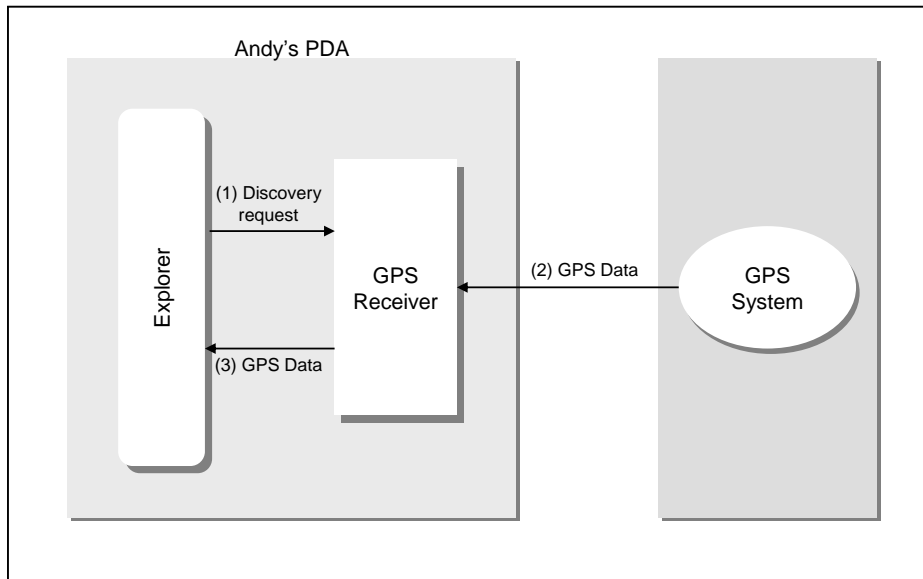 Andy's PDA
Explorer
(1) Discovery
request
GPS
Receiver
(3) GPS Data
(2) GPS Data
GPS
System